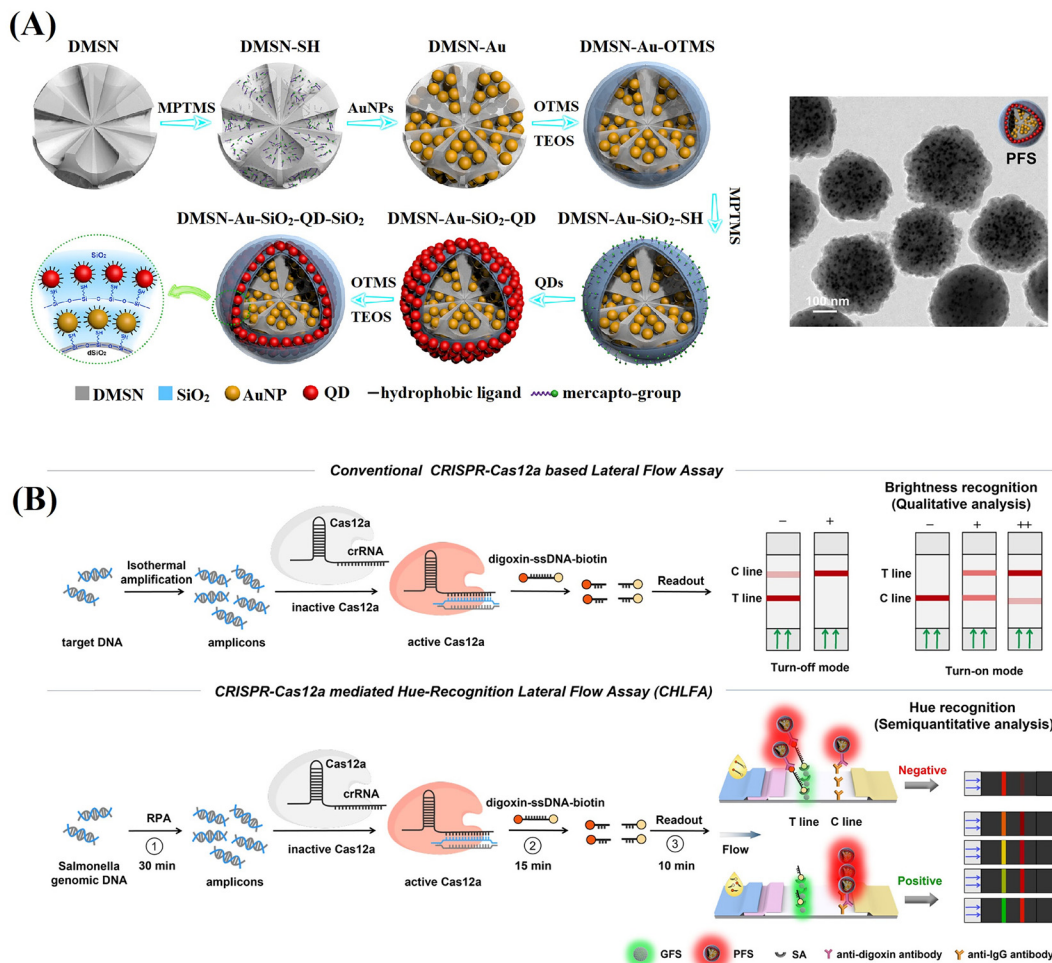 (A)
DMSN
DMSN-SH
DMSN-Au
DMSN-Au-OTMS
MPTMS
AuNPs
OTMS
TEOS
PFS
100 nm
MPTMS
DMSN-Au-SiO₂-QD-SiO₂
DMSN-Au-SiO₂-QD
DMSN-Au-SiO₂-SH
SiO₂
OTMS
TEOS
QDs
dSiO₂
DMSN
SiO₂
AuNP
QD
hydrophobic ligand
mercapto-group
Conventional CRISPR-Cas12a based Lateral Flow Assay
(B)
Brightness recognition
(Qualitative analysis)
Cas12a
crRNA
Isothermal
amplification
digoxin-ssDNA-biotin
Readout
inactive Cas12a
target DNA
amplicons
active Cas12a
− +
C line
T line
Turn-off mode
− + ++
T line
C line
Turn-on mode
CRISPR-Cas12a mediated Hue-Recognition Lateral Flow Assay (CHLFA)
Hue recognition
(Semiquantitative analysis)
Cas12a
crRNA
RPA
1
30 min
digoxin-ssDNA-biotin
2
15 min
Readout
3
10 min
inactive Cas12a
Salmonella
genomic DNA
amplicons
active Cas12a
Negative
T line C line
Flow
Positive
GFS
PFS
SA
anti-digoxin antibody
anti-IgG antibody